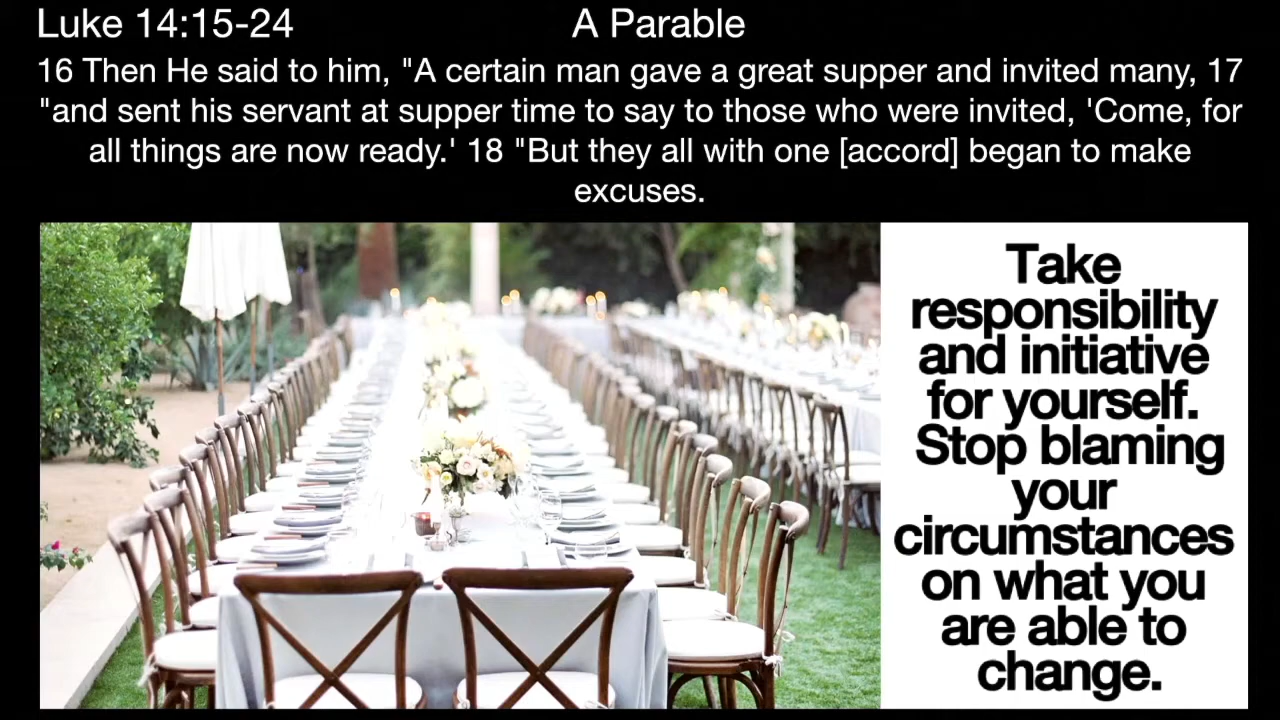 Luke 14:15-24 A Parable
16 Then He said to him, "A certain man gave a great supper and invited many, 17
"and sent his servant at supper time to say to those who were invited, 'Come, for
all things are now ready.' 18 "But they all with one [accord] began to make
excuses.
Take
responsibility
and initiative
for yourself.
Stop blaming
your
circumstances
on what you
are able to
change.